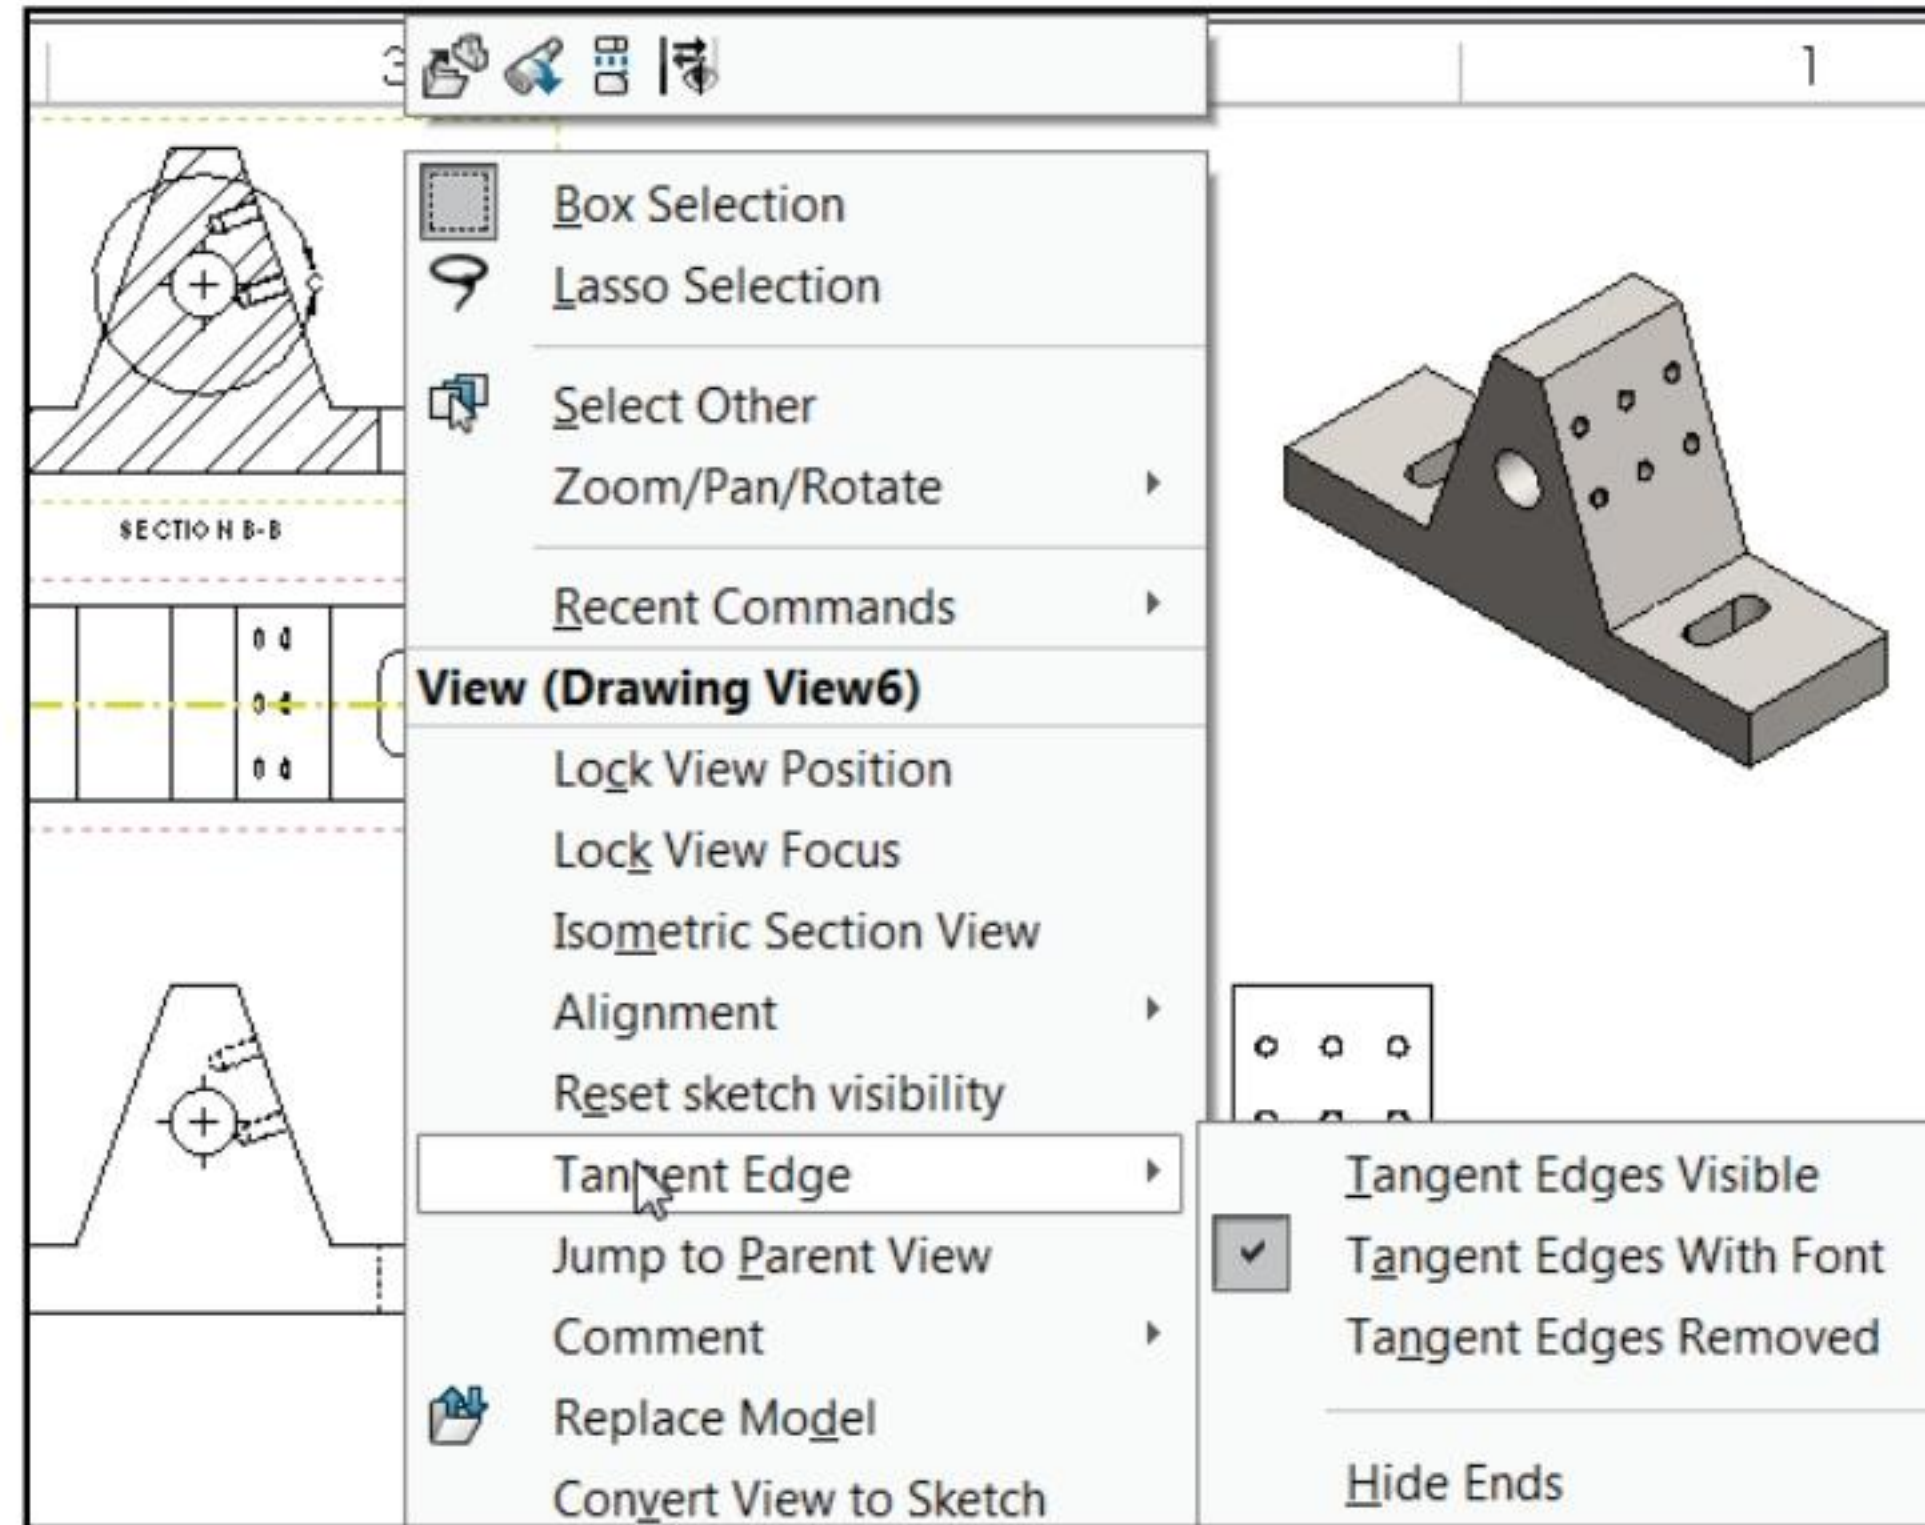 3
1
Box Selection
Lasso Selection
Select Other
Zoom/Pan/Rotate
SECTION B-B
Recent Commands
View (Drawing View6)
Lock View Position
Lock View Focus
Isometric Section View
Alignment
Reset sketch visibility
Tangent Edge
Jump to Parent View
Comment
Replace Model
Convert View to Sketch
Tangent Edges Visible
Tangent Edges With Font
Tangent Edges Removed
Hide Ends